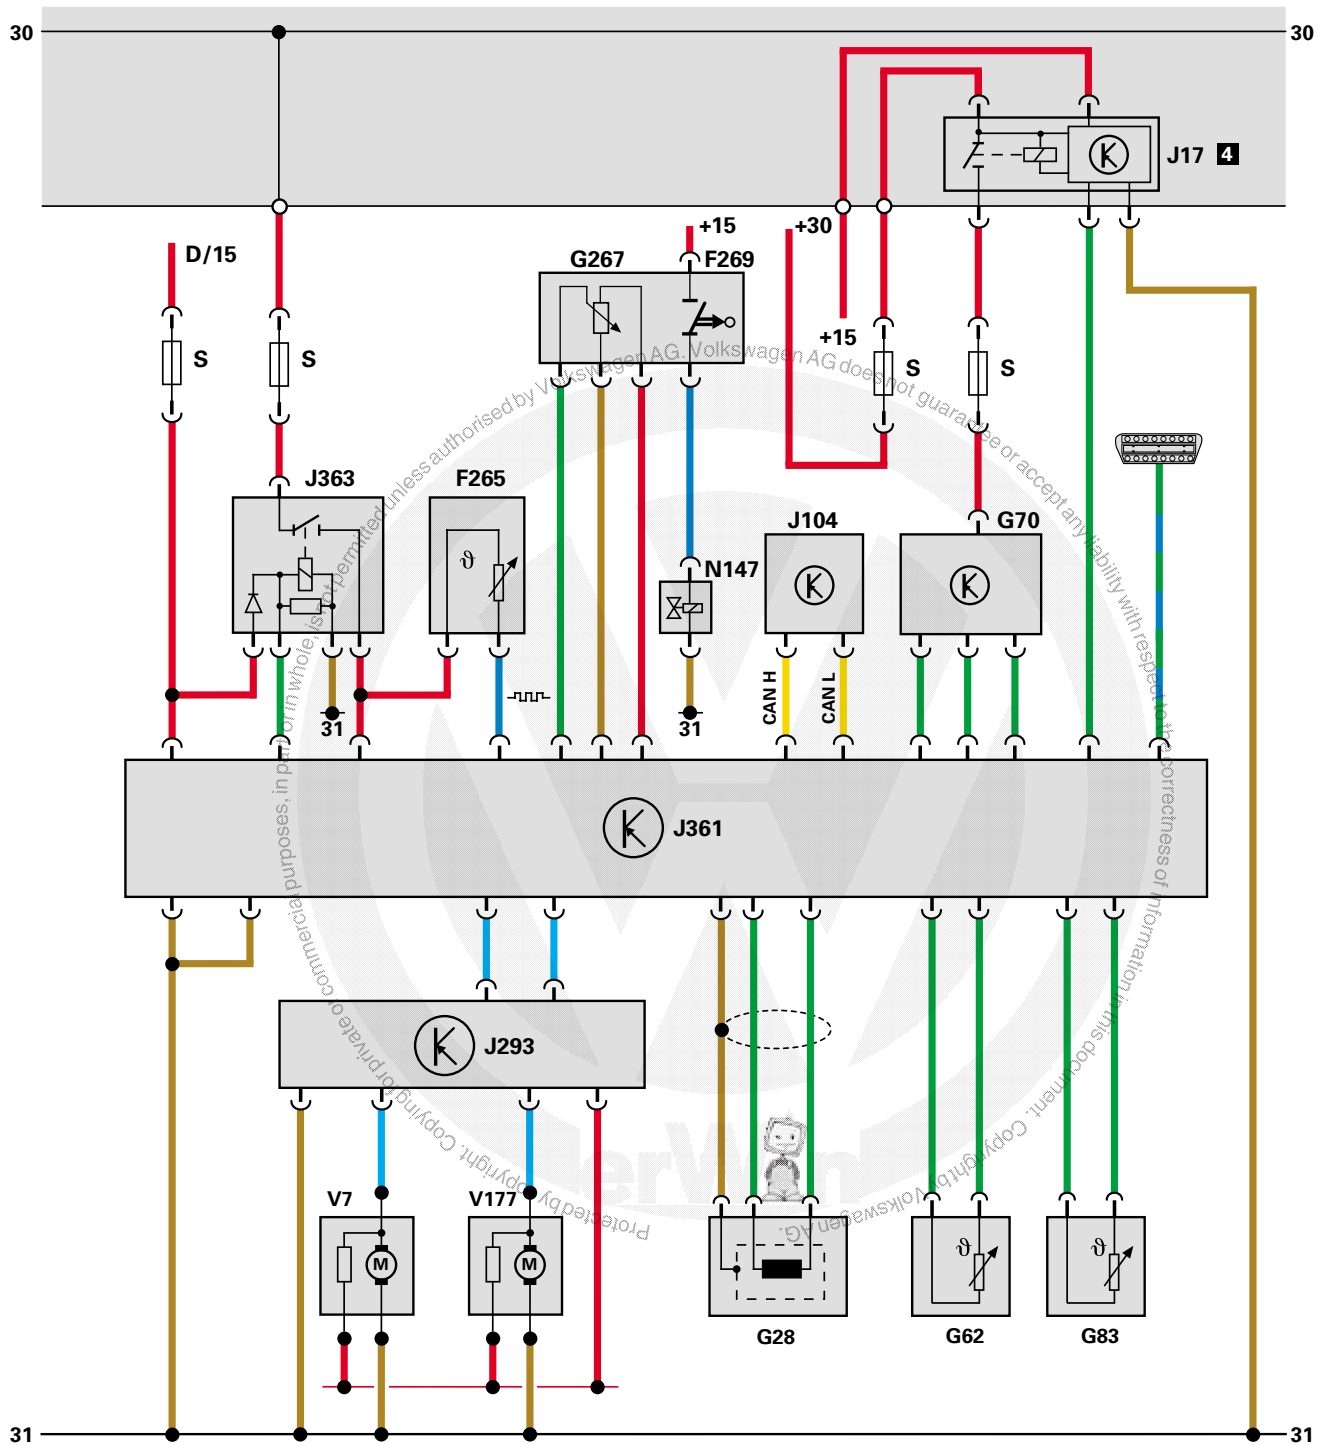 30
30
J17 4
D/15
+15
+30
G267
F269
+15
S
S
S
S
J363
F265
J104
G70
ϑ
N147
CAN H
CAN L
31
31
J361
J293
V7
V177
M
M
ϑ
ϑ
G28
G62
G83
31
31
Protected by copyright. Copying for private or commercial purposes, in part or in whole, is not permitted unless authorised by Volkswagen AG. Volkswagen AG does not guarantee or accept any liability with respect to the correctness of information in this document. Copyright by Volkswagen AG.